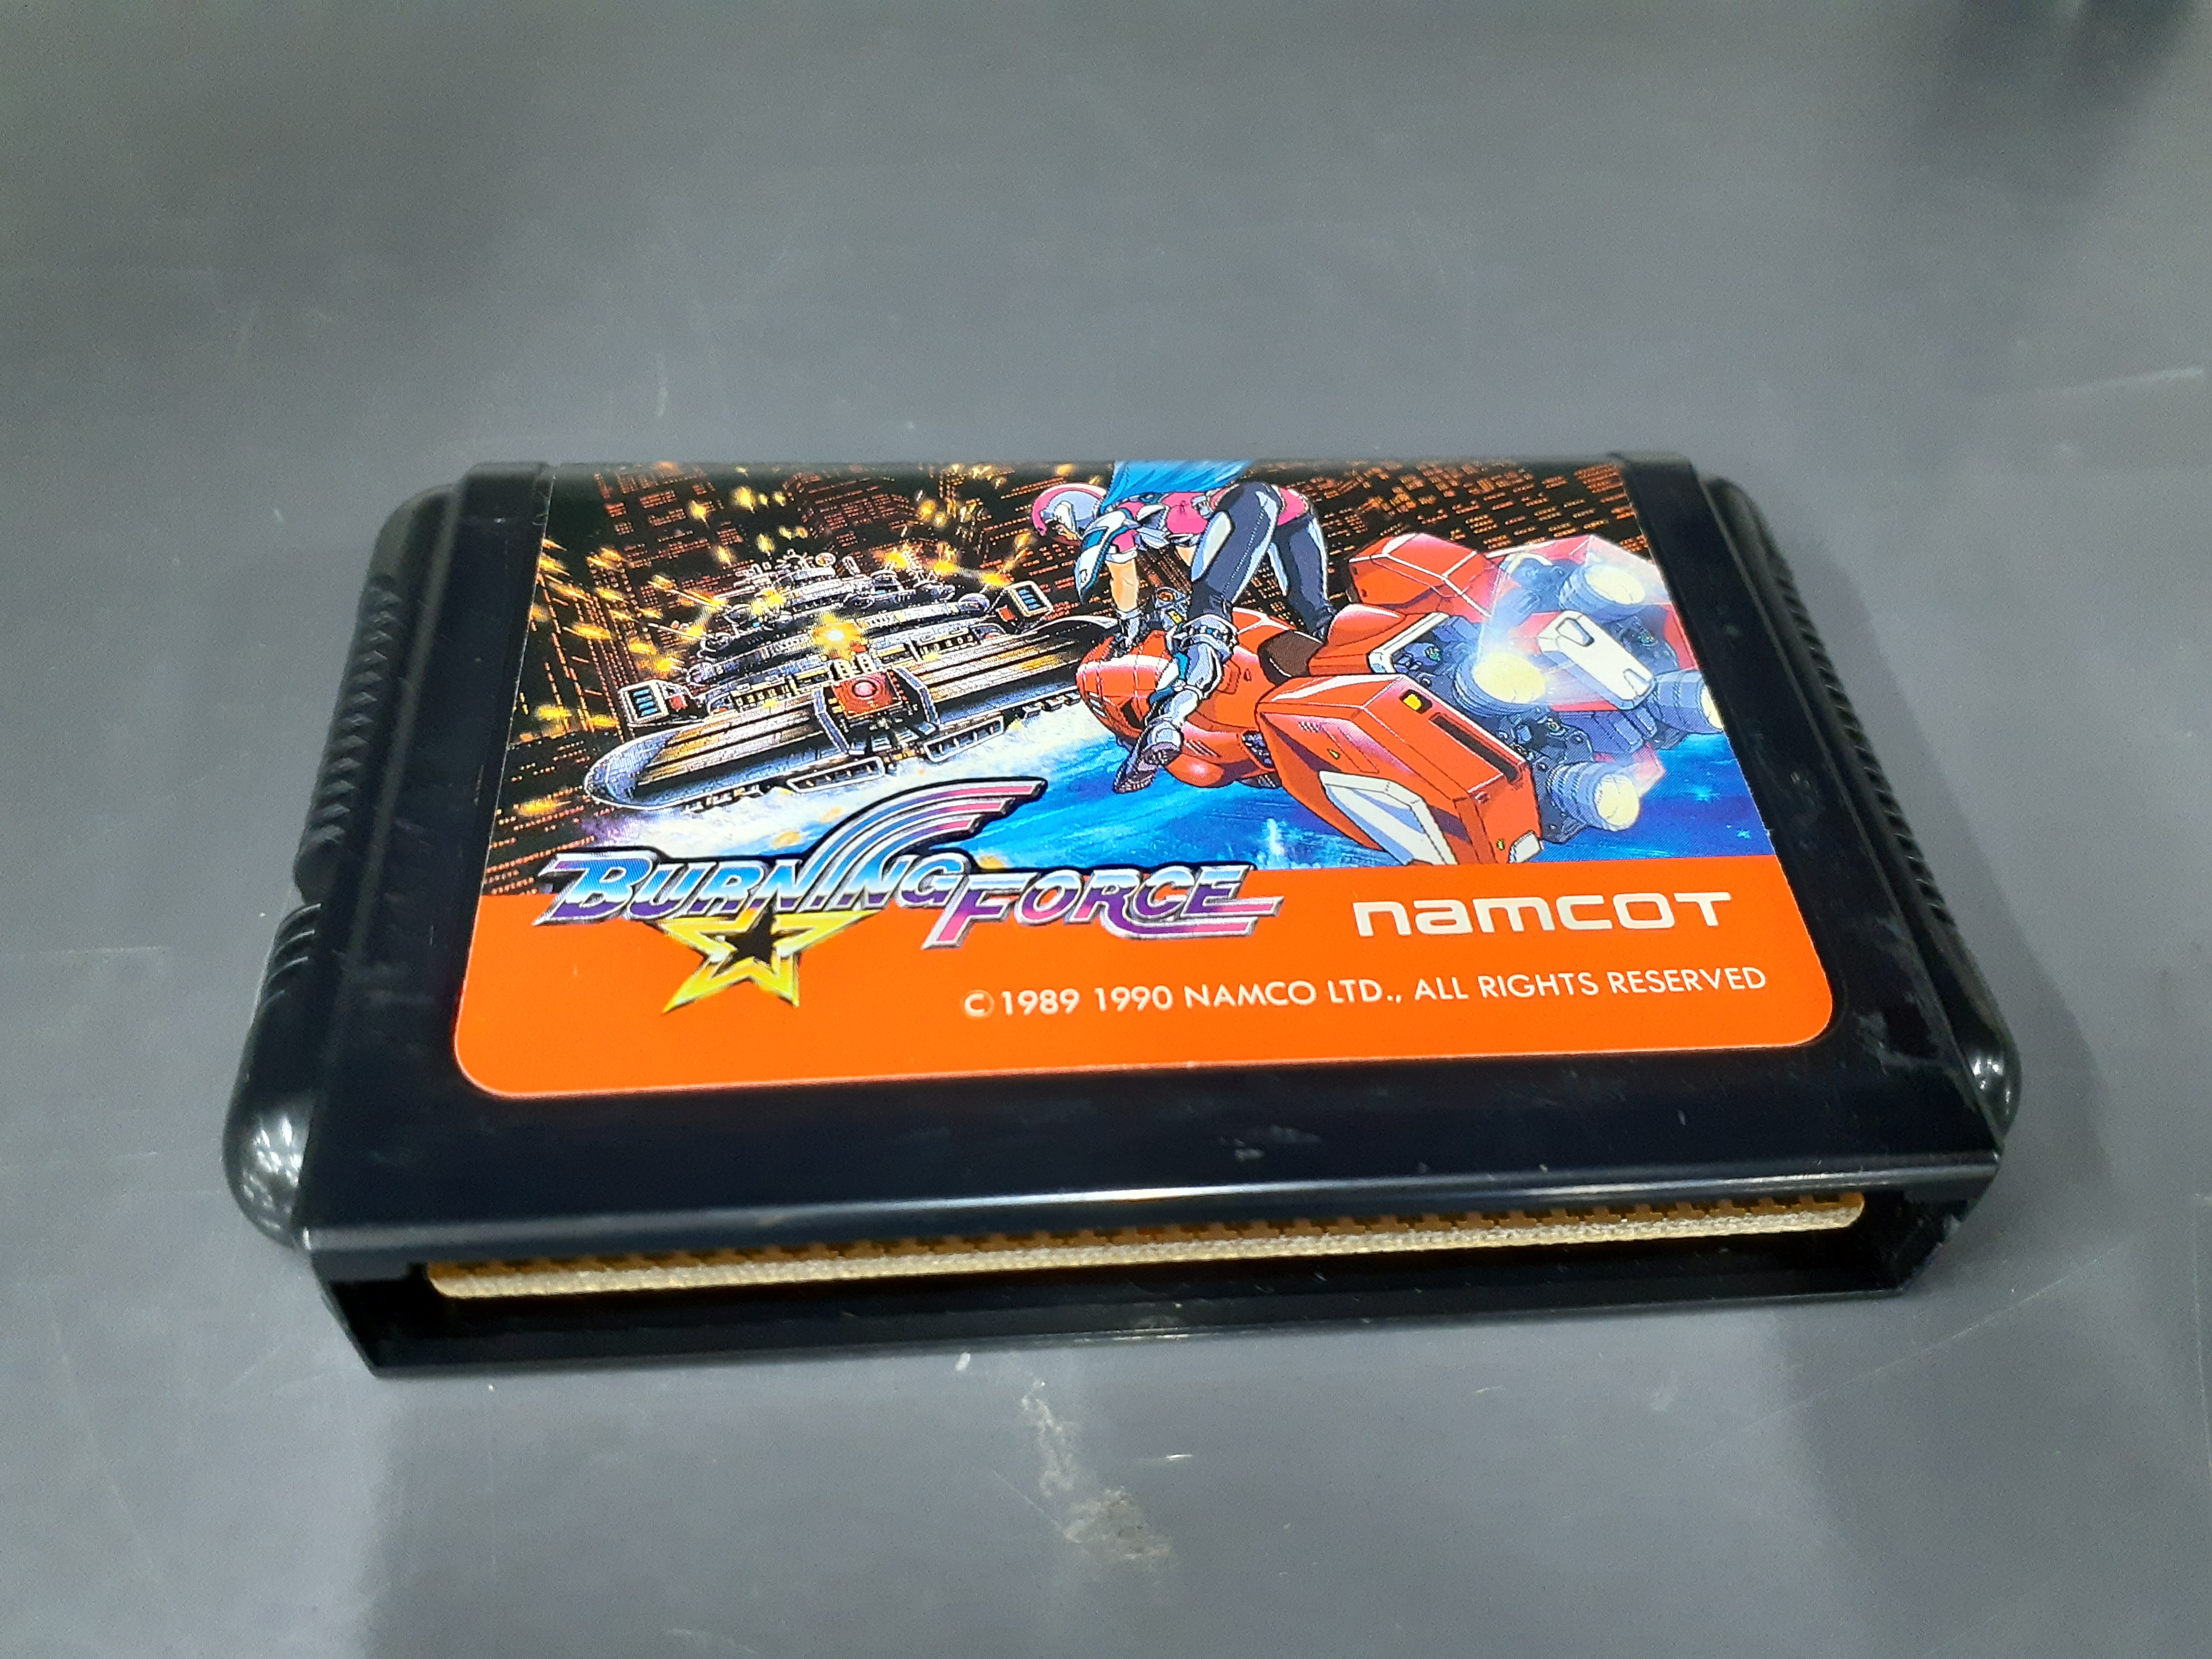 BURNING FORCE
namcoT
© 1989 1990 NAMCO LTD., ALL RIGHTS RESERVED